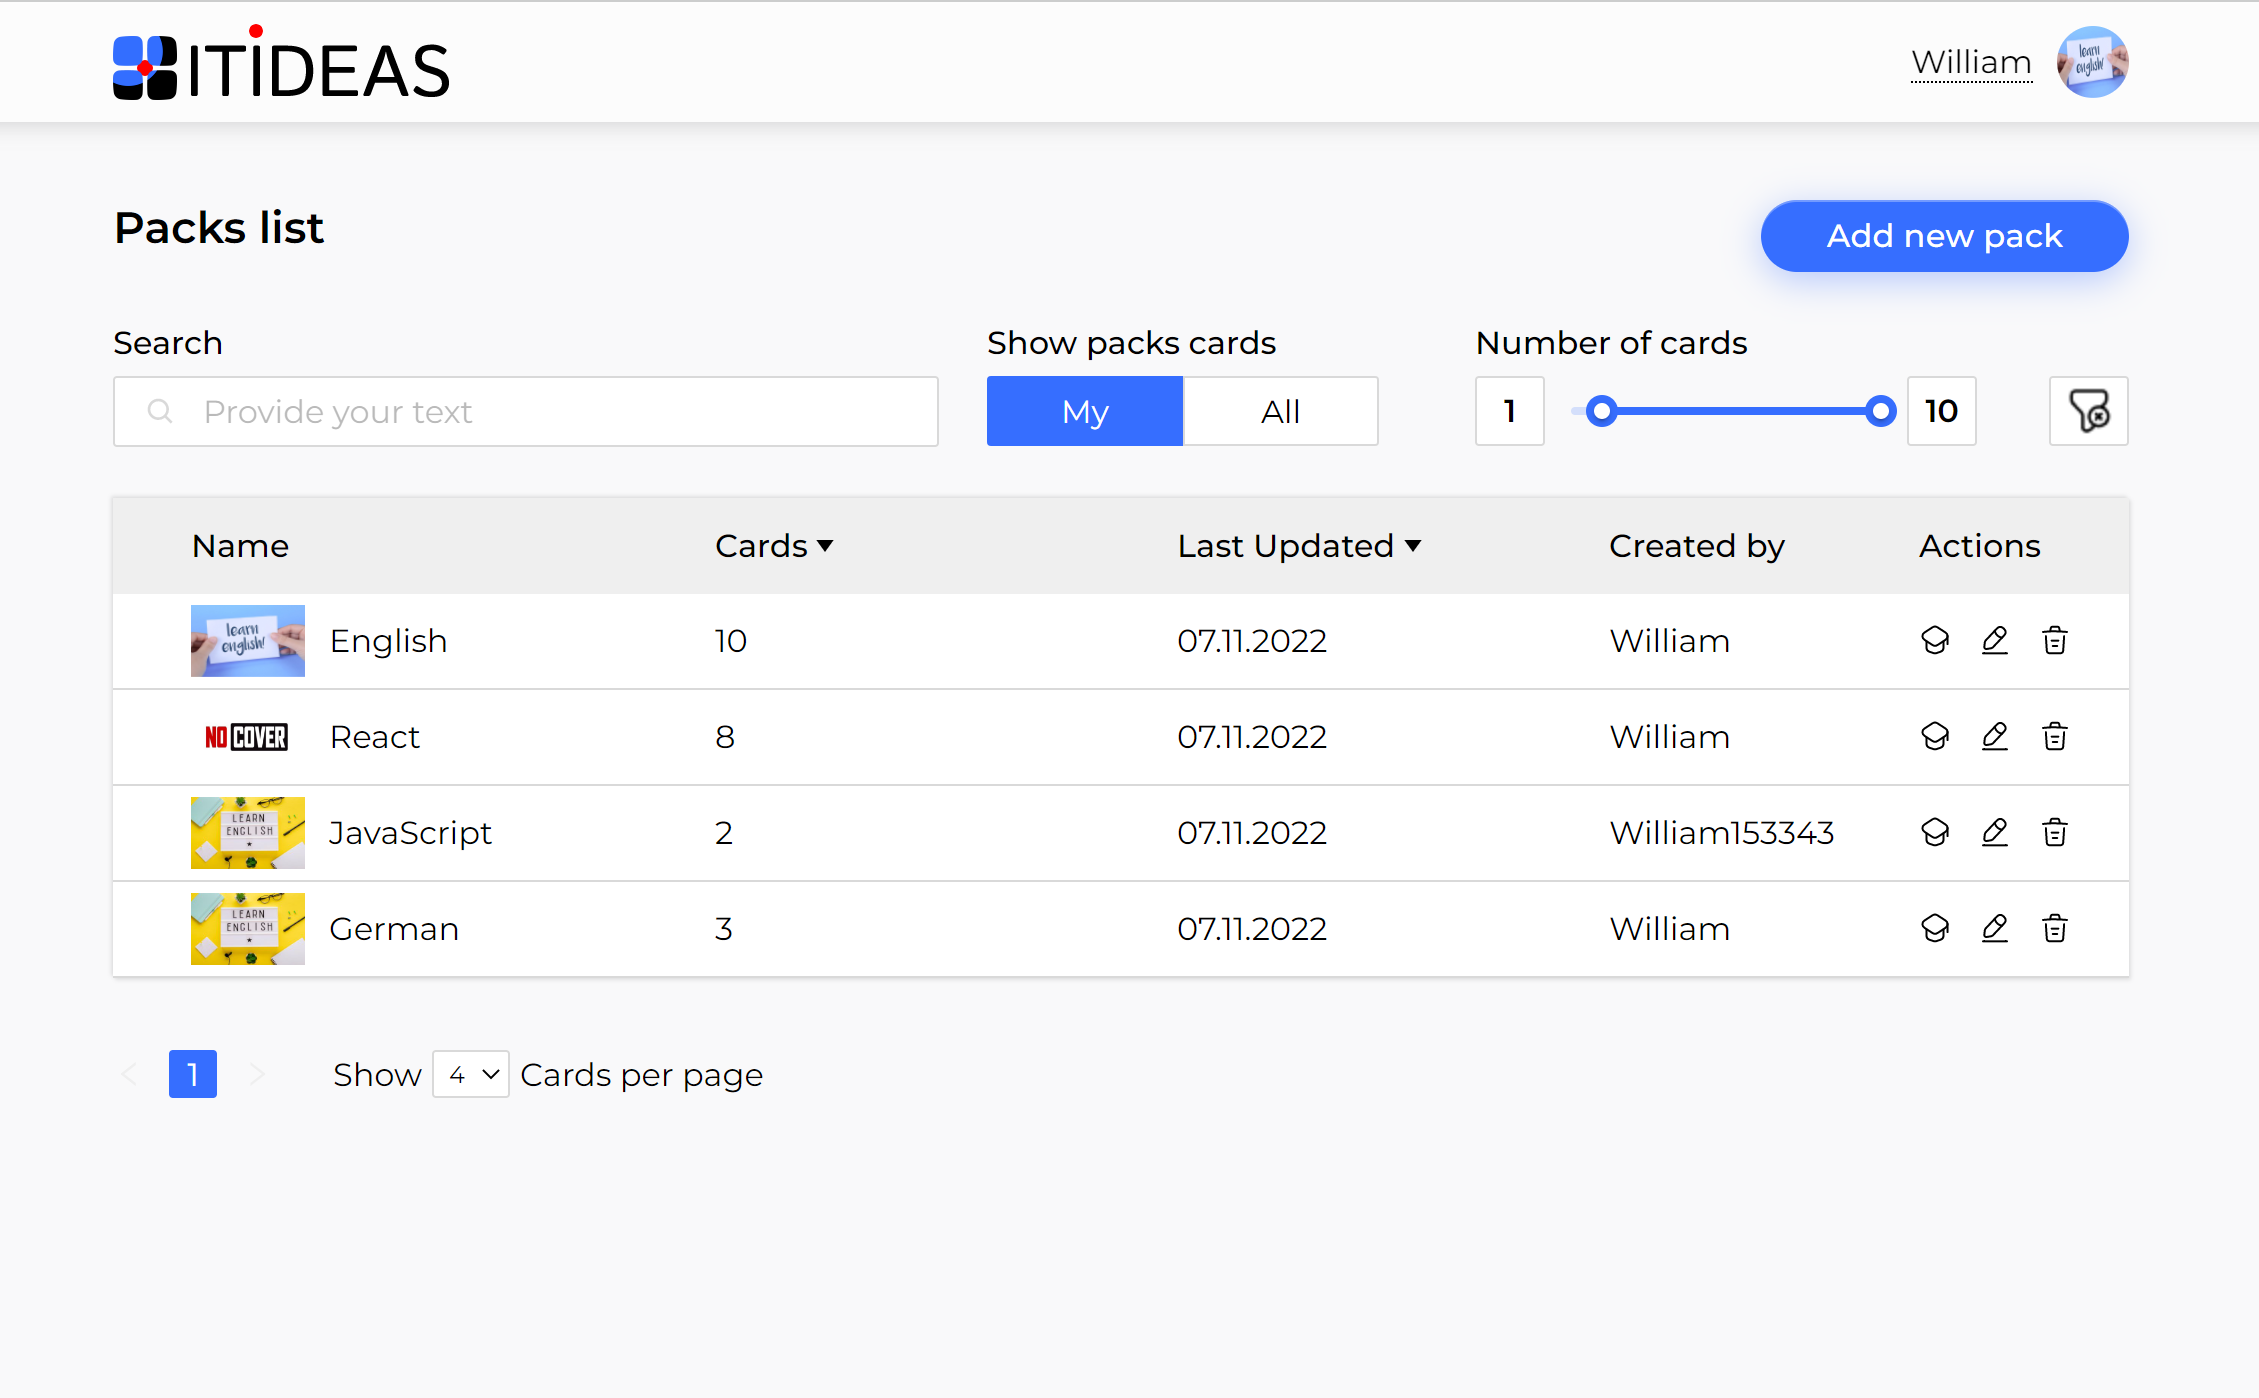 ITIDEAS
William
learn
english!
Packs list
Add new pack
Search
Show packs cards
Number of cards
Provide your text
My
All
1
10
Name
Cards
Last Updated
Created by
Actions
learn
english!
English
10
07.11.2022
William
NO COVER
React
8
07.11.2022
William
LEARN
ENGLISH
JavaScript
2
07.11.2022
William153343
LEARN
ENGLISH
German
3
07.11.2022
William
1
Show 4 Cards per page